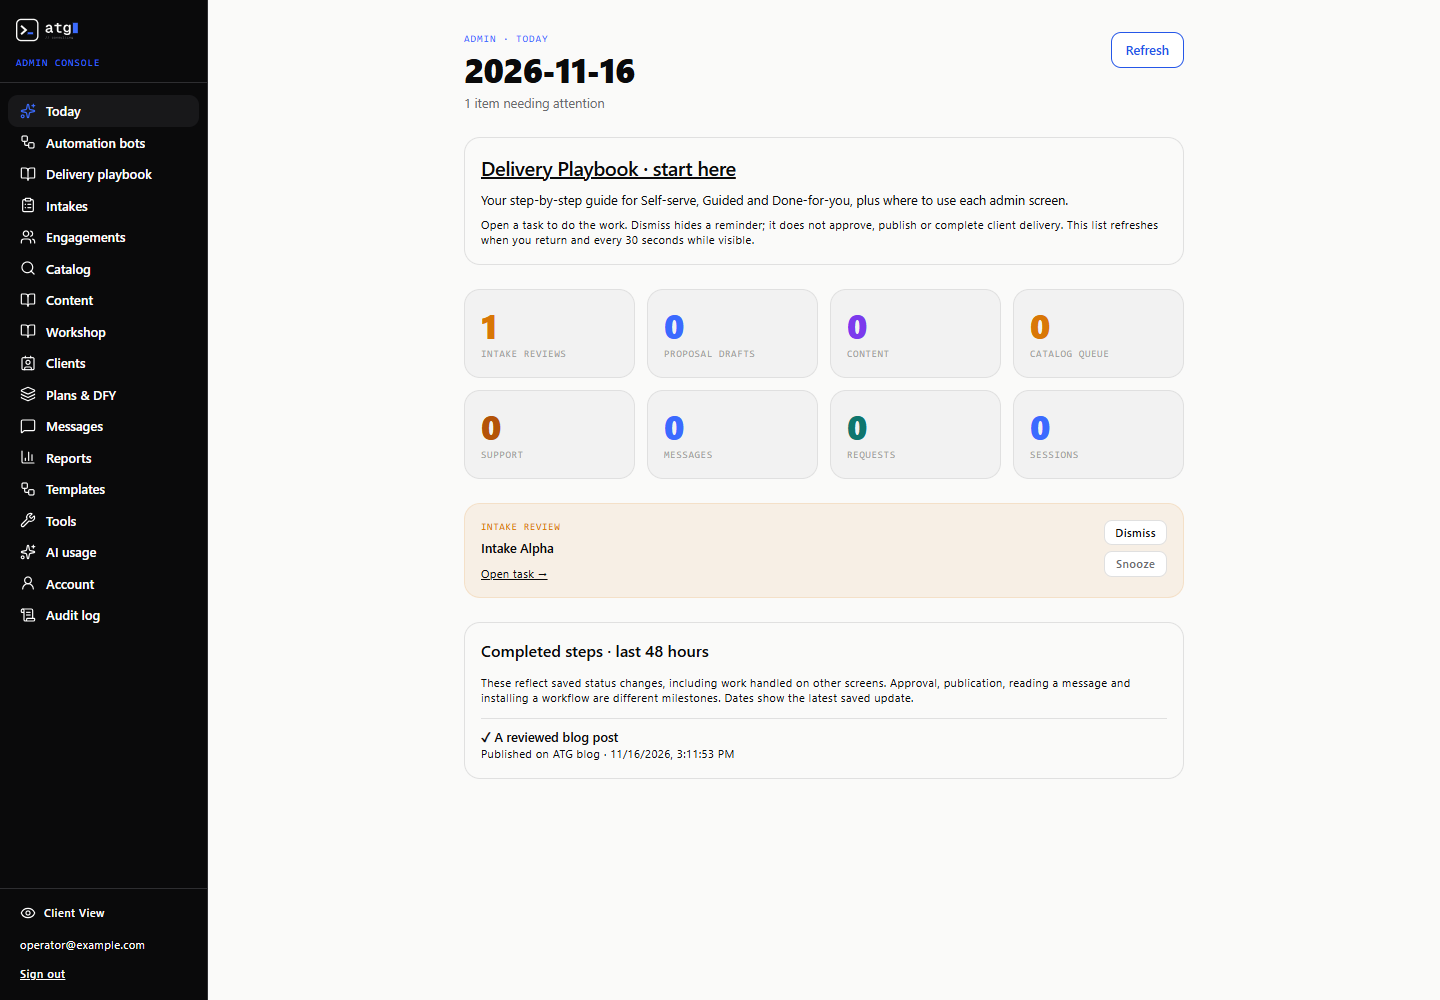 atg
ADMIN CONSOLE
Today
Automation bots
Delivery playbook
Intakes
Engagements
Catalog
Content
Workshop
Clients
Plans & DFY
Messages
Reports
Templates
Tools
AI usage
Account
Audit log
Client View
operator@example.com
Sign out
ADMIN · TODAY
2026-11-16
1 item needing attention
Refresh
Delivery Playbook · start here
Your step-by-step guide for Self-serve, Guided and Done-for-you, plus where to use each admin screen.
Open a task to do the work. Dismiss hides a reminder; it does not approve, publish or complete client delivery. This list refreshes
when you return and every 30 seconds while visible.
1
INTAKE REVIEWS
0
PROPOSAL DRAFTS
0
CONTENT
0
CATALOG QUEUE
0
SUPPORT
0
MESSAGES
0
REQUESTS
0
SESSIONS
INTAKE REVIEW
Intake Alpha
Open task →
Dismiss
Snooze
Completed steps · last 48 hours
These reflect saved status changes, including work handled on other screens. Approval, publication, reading a message and
installing a workflow are different milestones. Dates show the latest saved update.
✓ A reviewed blog post
Published on ATG blog · 11/16/2026, 3:11:53 PM